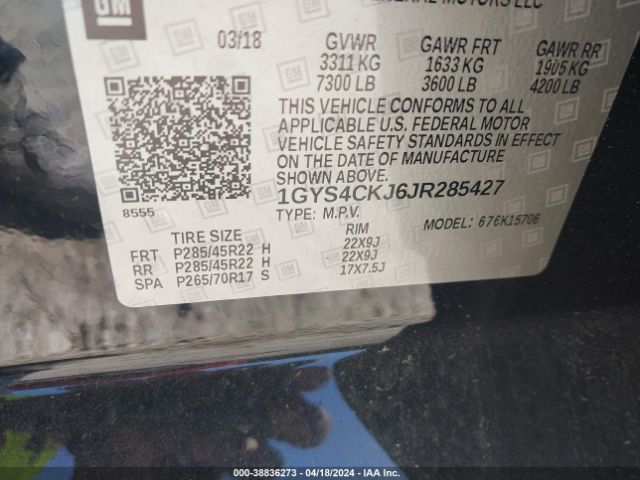 GM
GENERAL MOTORS LLC
03/18 GVWR GAWR FRT GAWR RR
3311 KG 1633 KG 1905 KG
7300 LB 3600 LB 4200 LB
THIS VEHICLE CONFORMS TO ALL
APPLICABLE U.S. FEDERAL MOTOR
VEHICLE SAFETY STANDARDS IN EFFECT
ON THE DATE OF MANUFACTURE
SHOWN ABOVE.
8555 1GYS4CKJ6JR285427
TYPE: M.P.V. MODEL: 676K15706
TIRE SIZE RIM
FRT P285/45R22 H 22X9J
RR P285/45R22 H 22X9J
SPA P265/70R17 S 17X7.5J
000-38836273 - 04/18/2024 - IAA Inc.